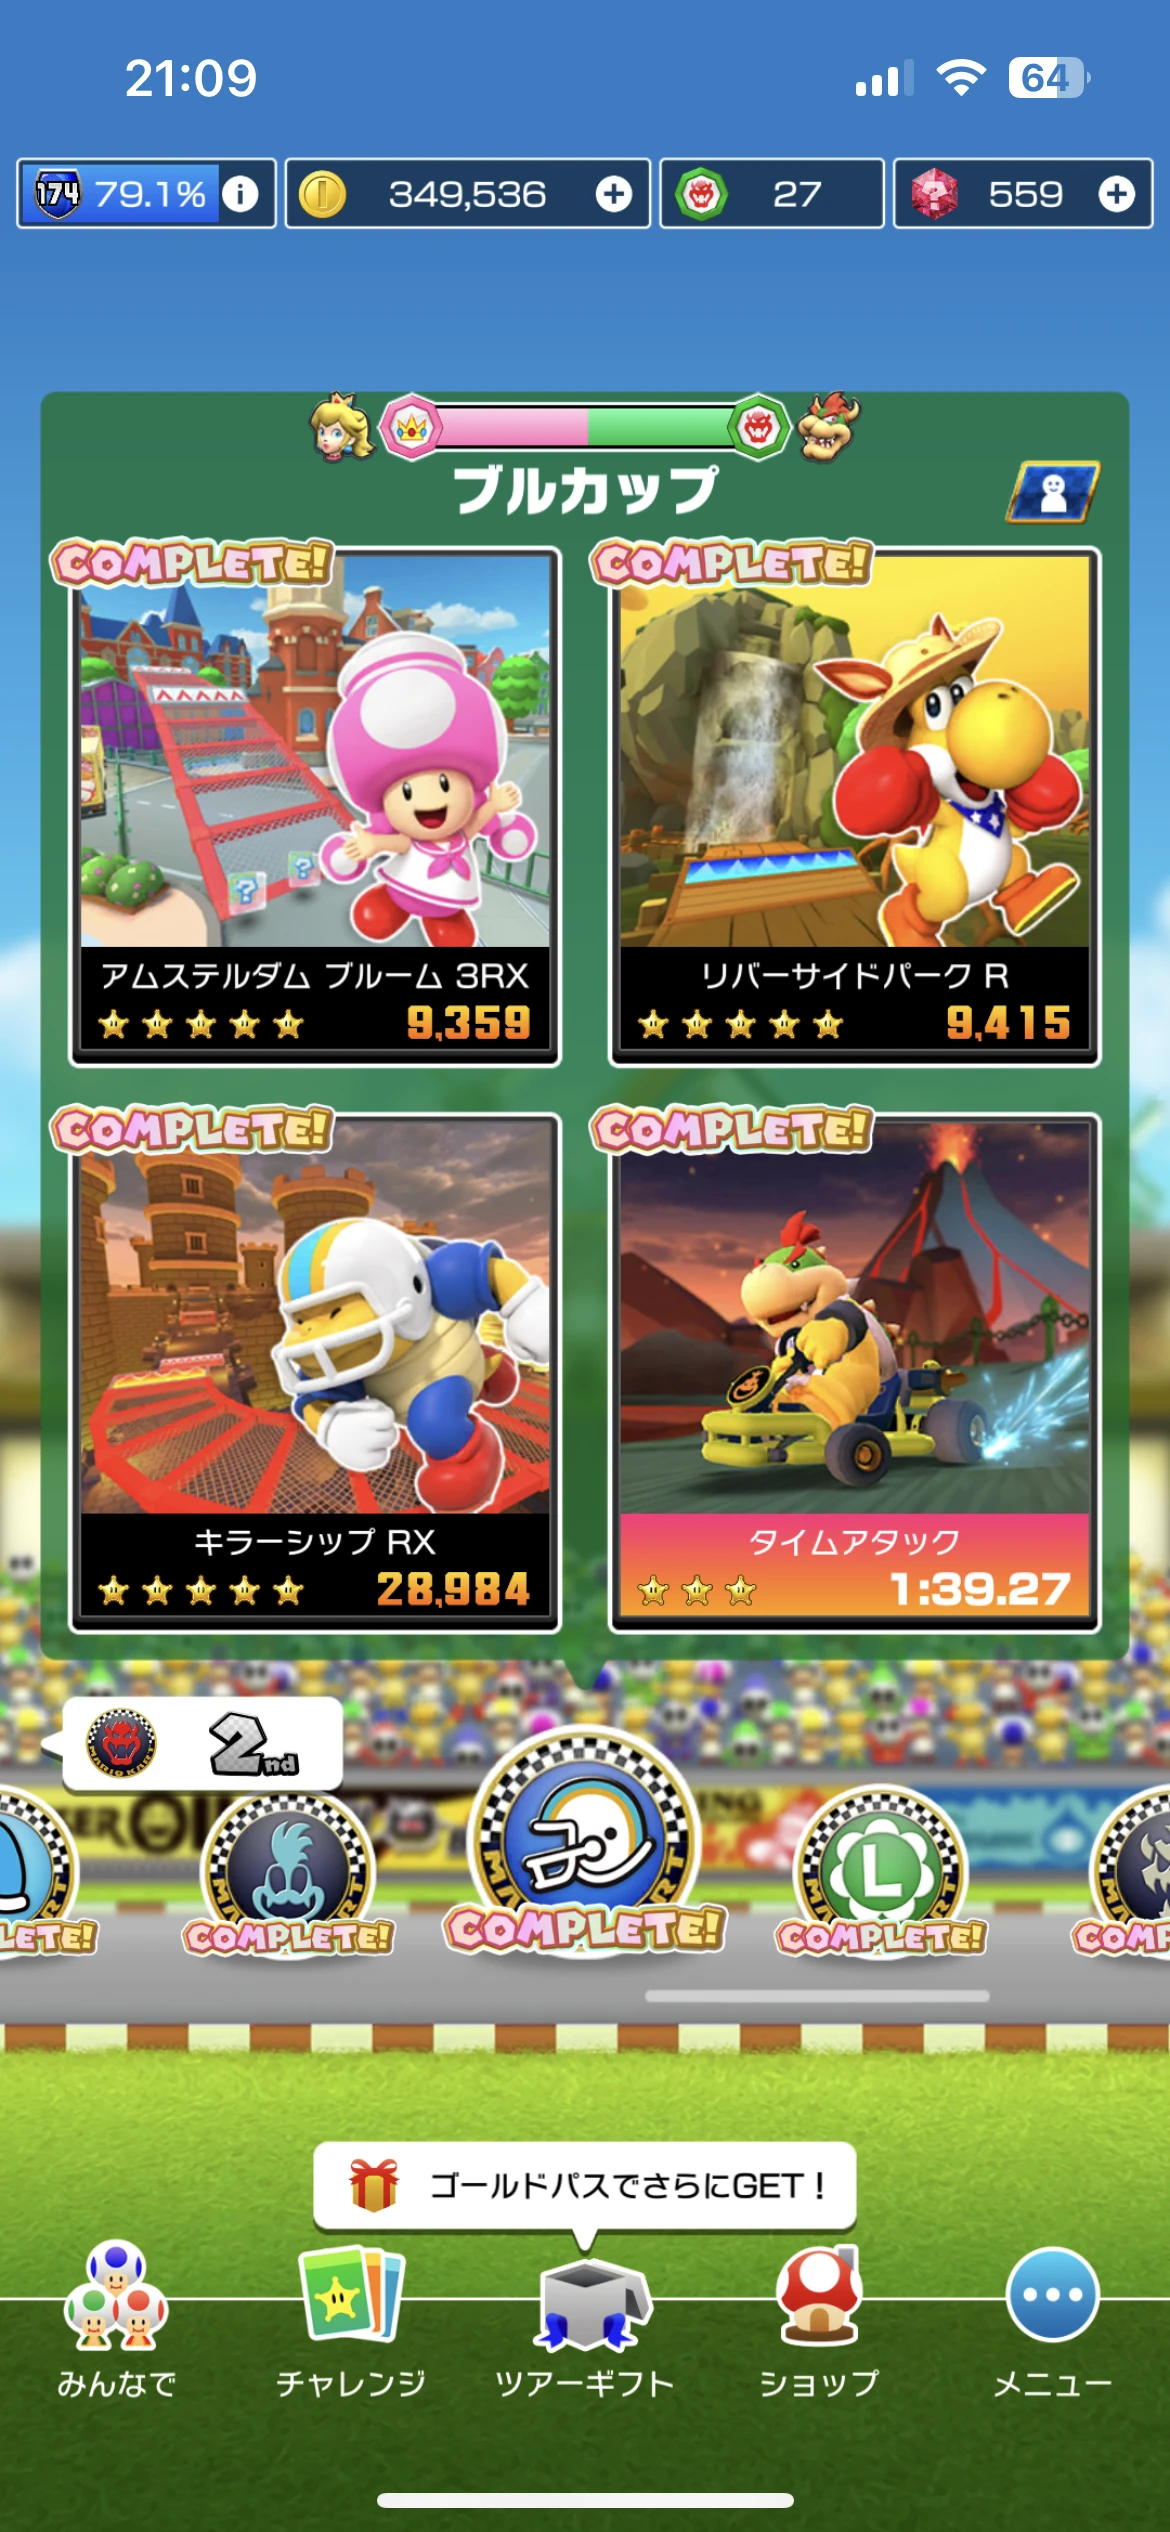 21:09
64
174 79.1% i
349,536
27
559
ブルカップ
COMPLETE!
COMPLETE!
アムステルダム ブルーム 3RX
9,359
リバーサイドパーク R
9,415
COMPLETE!
COMPLETE!
キラーシップ RX
28,984
タイムアタック
1:39.27
MARIO KART
2nd
COMPLETE!
COMPLETE!
L
COMPLETE!
ゴールドパスでさらにGET！
みんなで
チャレンジ
ツアーギフト
ショップ
メニュー